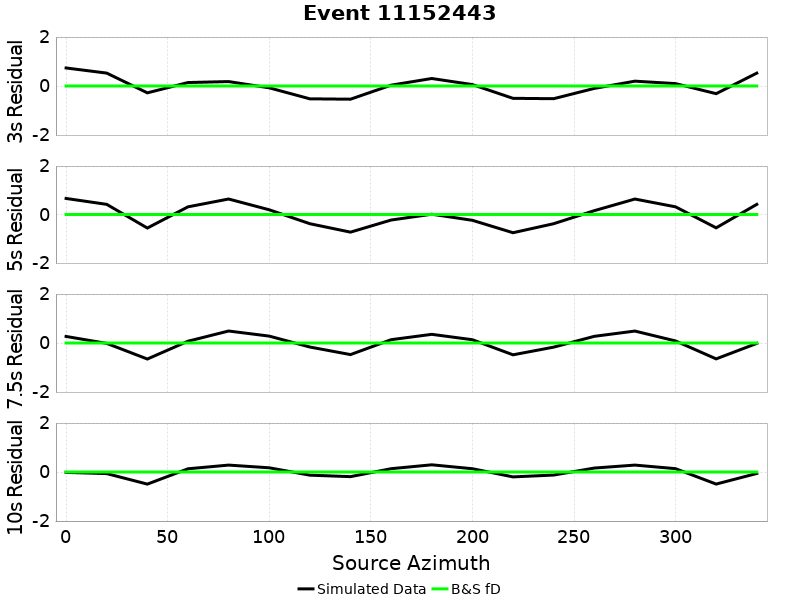 Event 11152443
3s Residual
2
0
-2
5s Residual
2
0
-2
7.5s Residual
2
0
-2
10s Residual
2
0
-2
0 50 100 150 200 250 300
Source Azimuth
Simulated Data B&S fD